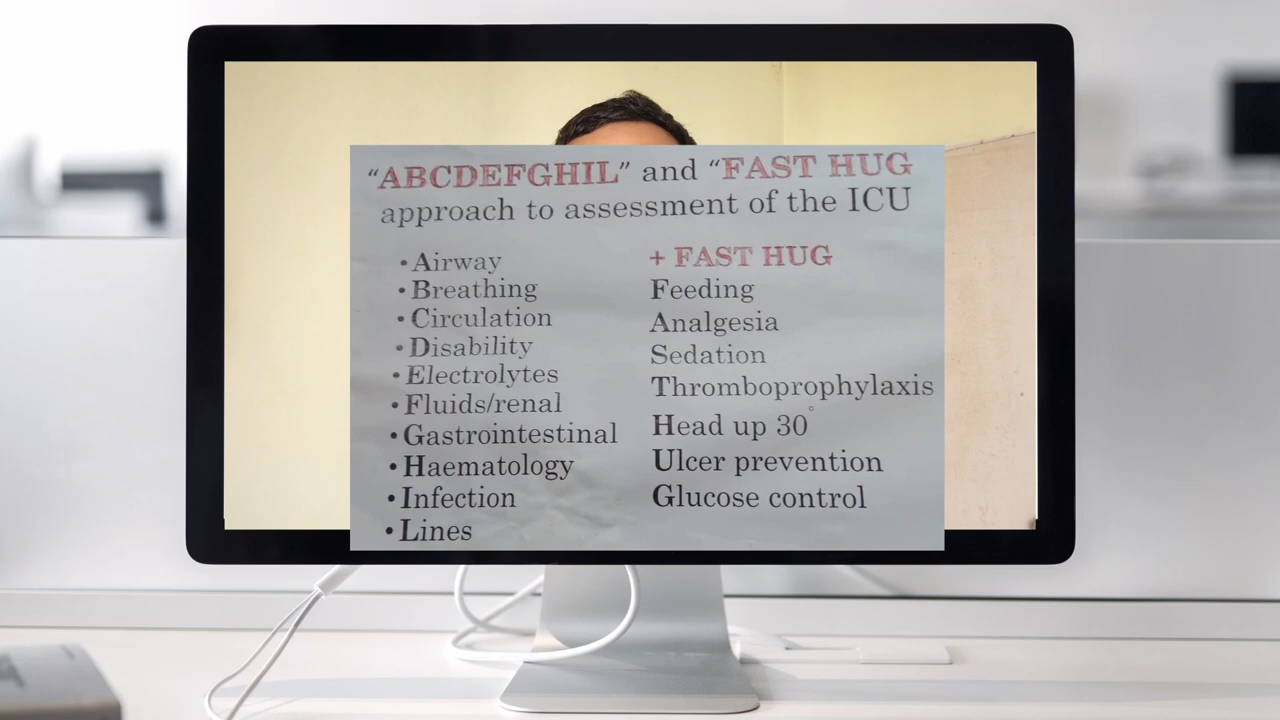 “ABCDEFGHIL” and “FAST HUG
approach to assessment of the ICU
• Airway
• Breathing
• Circulation
• Disability
• Electrolytes
• Fluids/renal
• Gastrointestinal
• Haematology
• Infection
• Lines
+ FAST HUG
Feeding
Analgesia
Sedation
Thromboprophylaxis
Head up 30°
Ulcer prevention
Glucose control